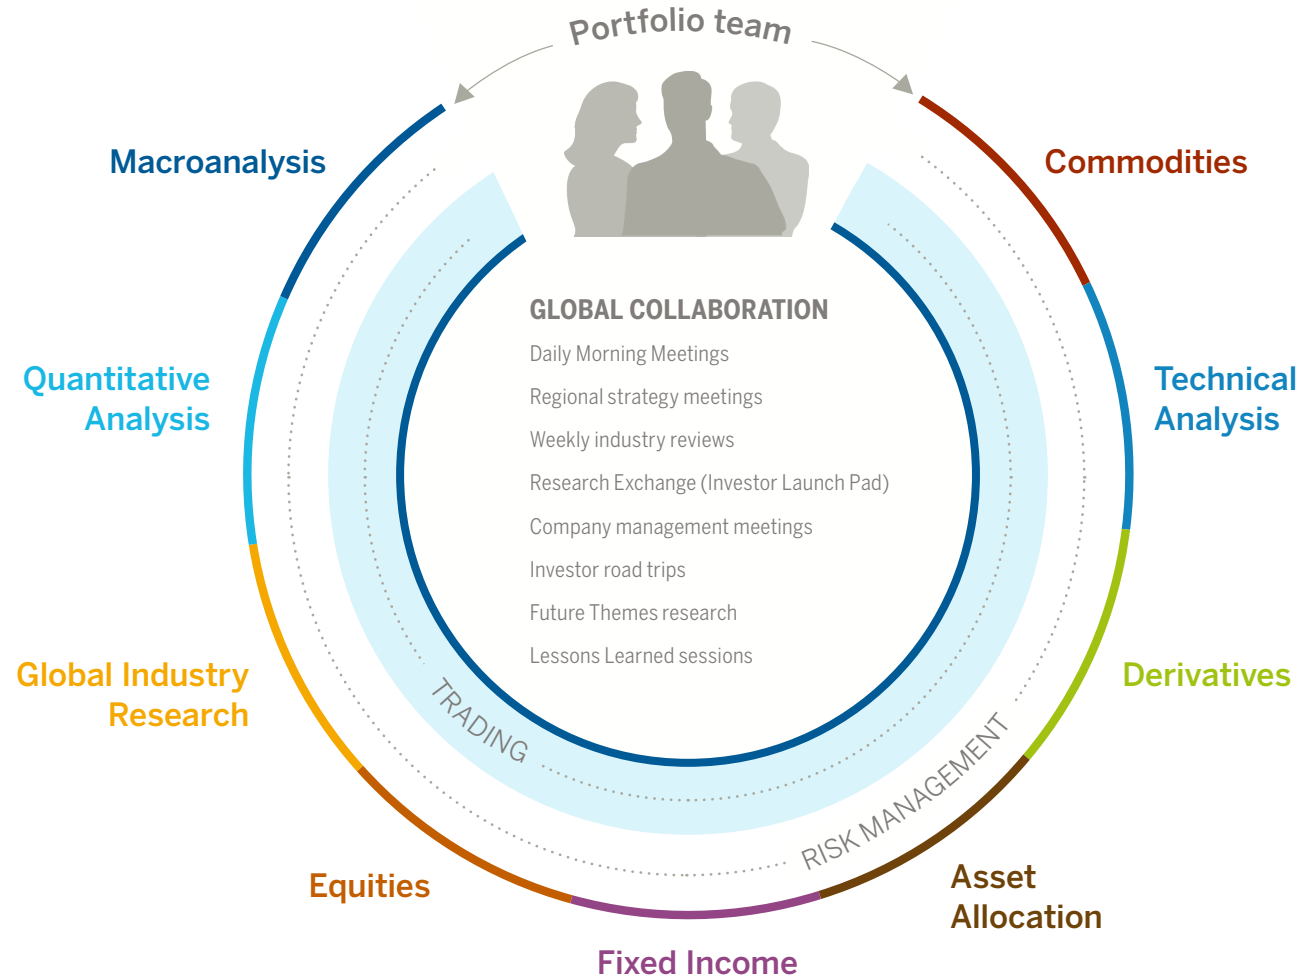 Portfolio team
Macroanalysis
Commodities
GLOBAL COLLABORATION
Daily Morning Meetings
Regional strategy meetings
Weekly industry reviews
Research Exchange (Investor Launch Pad)
Company management meetings
Investor road trips
Future Themes research
Lessons Learned sessions
Quantitative
Analysis
Technical
Analysis
Global Industry
Research
Derivatives
TRADING
RISK MANAGEMENT
Equities
Asset
Allocation
Fixed Income